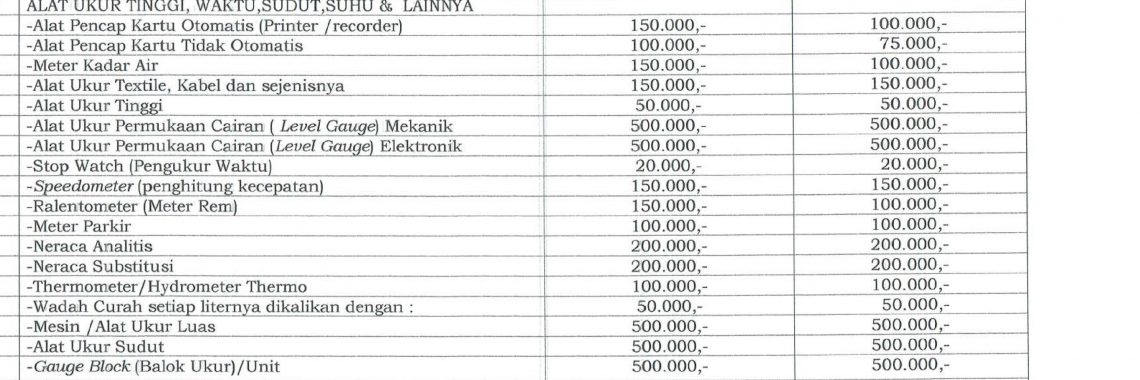 ALAT UKUR TINGGI, WAKTU,SUDUT,SUHU & LAINNYA
-Alat Pencap Kartu Otomatis (Printer /recorder) 150.000,- 100.000,-
-Alat Pencap Kartu Tidak Otomatis 100.000,- 75.000,-
-Meter Kadar Air 150.000,- 100.000,-
-Alat Ukur Textile, Kabel dan sejenisnya 150.000,- 150.000,-
-Alat Ukur Tinggi 50.000,- 50.000,-
-Alat Ukur Permukaan Cairan ( Level Gauge) Mekanik 500.000,- 500.000,-
-Alat Ukur Permukaan Cairan (Level Gauge) Elektronik 500.000,- 500.000,-
-Stop Watch (Pengukur Waktu) 20.000,- 20.000,-
-Speedometer (penghitung kecepatan) 150.000,- 150.000,-
-Ralentometer (Meter Rem) 150.000,- 100.000,-
-Meter Parkir 100.000,- 100.000,-
-Neraca Analitis 200.000,- 200.000,-
-Neraca Substitusi 200.000,- 200.000,-
-Thermometer/Hydrometer Thermo 100.000,- 100.000,-
-Wadah Curah setiap liternya dikalikan dengan : 50.000,- 50.000,-
-Mesin /Alat Ukur Luas 500.000,- 500.000,-
-Alat Ukur Sudut 500.000,- 500.000,-
-Gauge Block (Balok Ukur)/Unit 500.000,- 500.000,-